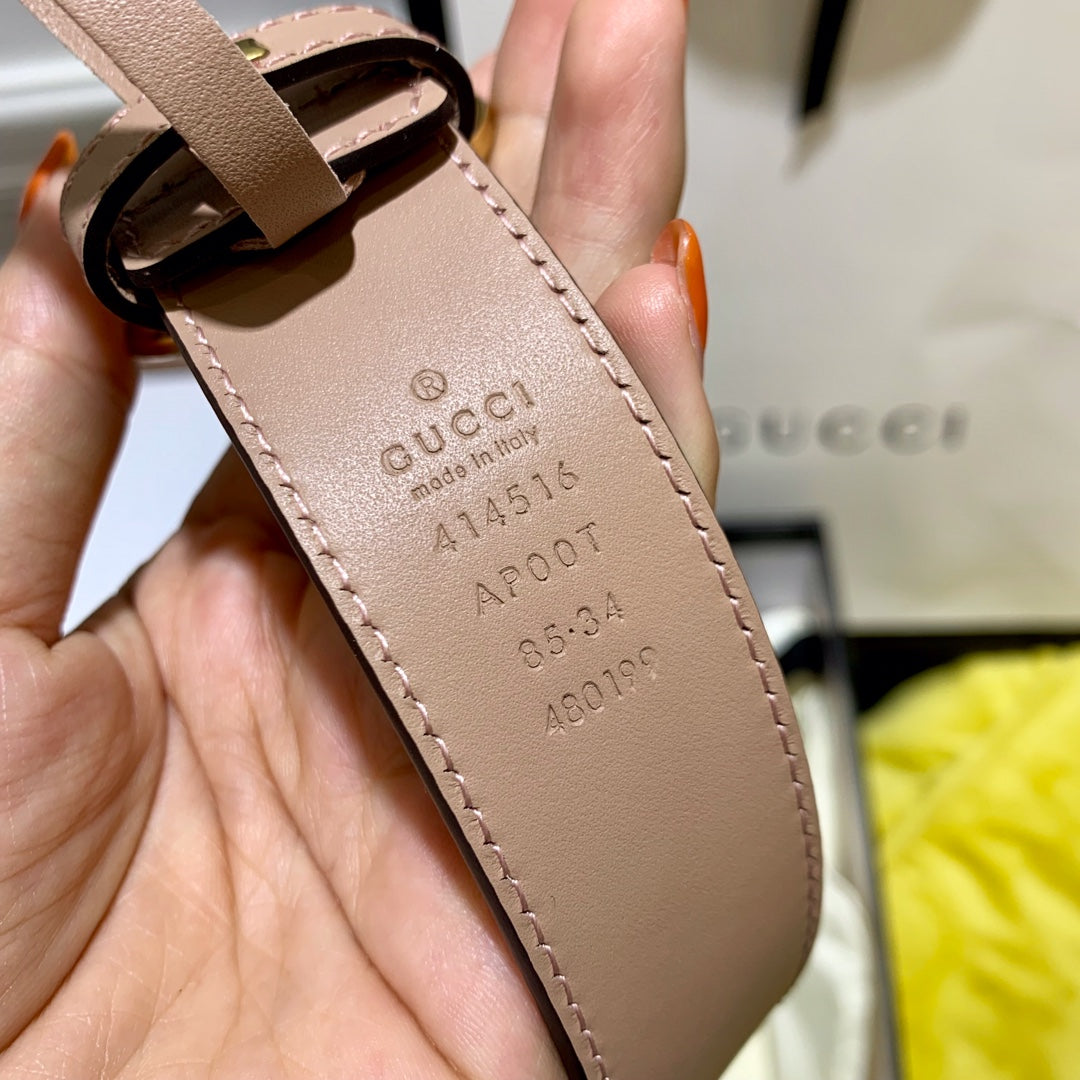 ®
GUCCI
made in italy
414516
AP00T
85·34
480199
GUCCI